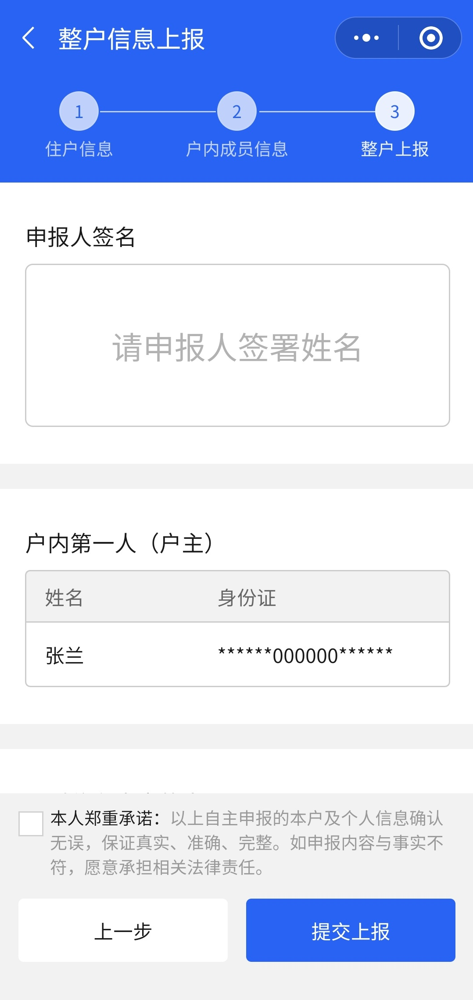 整户信息上报
1
2
3
住户信息
户内成员信息
整户上报
申报人签名
请申报人签署姓名
户内第一人（户主）
姓名 身份证
张兰 ******000000******
本人郑重承诺：以上自主申报的本户及个人信息确认
无误，保证真实、准确、完整。如申报内容与事实不
符，愿意承担相关法律责任。
上一步
提交上报